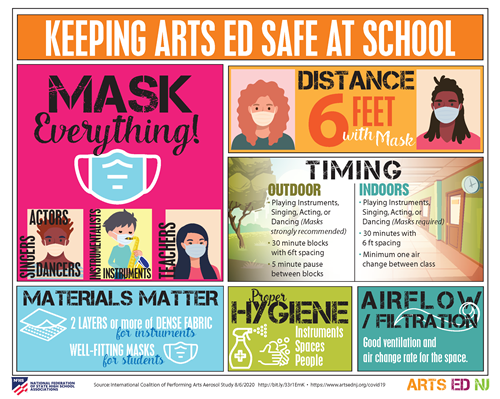 KEEPING ARTS ED SAFE AT SCHOOL
MASK
Everything!
ACTORS
SINGERS
DANCERS
INSTRUMENTALISTS
INSTRUMENTS
TEACHERS
DISTANCE
6 FEET
with Mask
TIMING
OUTDOOR
• Playing Instruments,
Singing, Acting, or
Dancing (Masks
strongly recommended)
• 30 minute blocks
with 6ft spacing
• 5 minute pause
between blocks
INDOORS
• Playing Instruments,
Singing, Acting, or
Dancing (Masks required)
• 30 minutes with
6 ft spacing
• Minimum one air
change between class
MATERIALS MATTER
2 LAYERS or more of DENSE FABRIC
for instruments
WELL-FITTING MASKS
for students
Proper
HYGIENE
Instruments
Spaces
People
AIRFLOW
/ FILTRATION
Good ventilation and
air change rate for the space.
NFHS
NATIONAL FEDERATION
OF STATE HIGH SCHOOL
ASSOCIATIONS
Source: International Coalition of Performing Arts Aerosol Study 8/6/2020 • https://www.artsednj.org/covid19
ARTS ED NJ